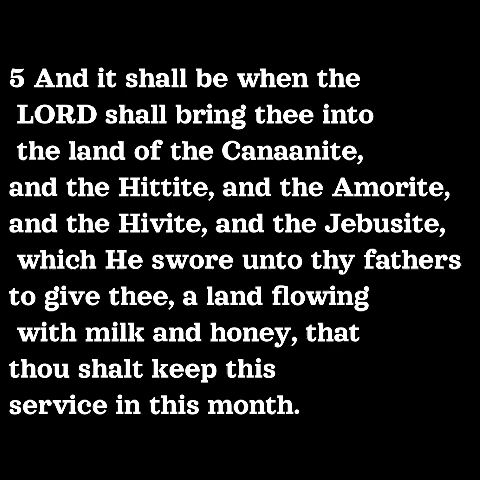 5 And it shall be when the
LORD shall bring thee into
the land of the Canaanite,
and the Hittite, and the Amorite,
and the Hivite, and the Jebusite,
which He swore unto thy fathers
to give thee, a land flowing
with milk and honey, that
thou shalt keep this
service in this month.